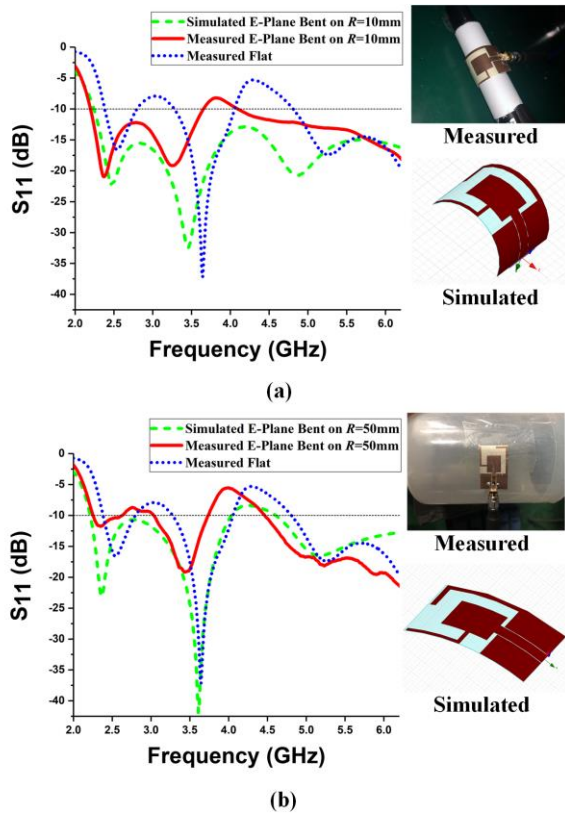 Simulated E-Plane Bent on R=10mm
Measured E-Plane Bent on R=10mm
Measured Flat
5
0
-5
-10
-15
-20
-25
-30
-35
-40
S11 (dB)
2.0 2.5 3.0 3.5 4.0 4.5 5.0 5.5 6.0
Frequency (GHz)
Measured
Simulated
(a)
Simulated E-Plane Bent on R=50mm
Measured E-Plane Bent on R=50mm
Measured Flat
5
0
-5
-10
-15
-20
-25
-30
-35
-40
S11 (dB)
2.0 2.5 3.0 3.5 4.0 4.5 5.0 5.5 6.0
Frequency (GHz)
Measured
Simulated
(b)